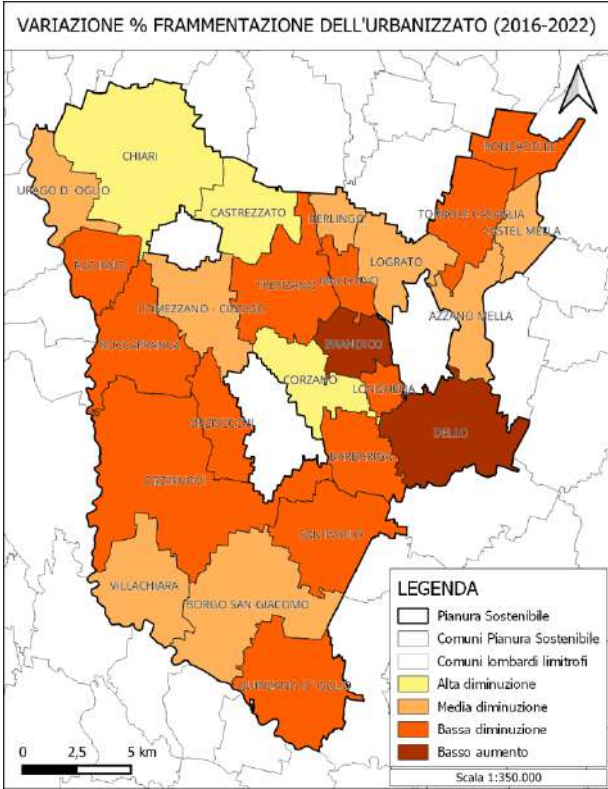 VARIAZIONE % FRAMMENTAZIONE DELL'URBANIZZATO (2016-2022)
CHIARI
URAGO D´OGLIO
CASTREZZATO
RONCADELLE
BERLINGO
TORBOLE CASAGLIA
CASTEL MELLA
RUDIANO
LOGRATO
TRENZANO
MACLODIO
COMEZZANO - CIZZAGO
AZZANO MELLA
ROCCAFRANCA
BRANDICO
CORZANO
LONGHENA
ORZIVECCHI
DELLO
BARBARIGA
ORZINUOVI
SAN PAOLO
VILLACHIARA
BORGO SAN GIACOMO
QUINZANO D´OGLIO
LEGENDA
Pianura Sostenibile
Comuni Pianura Sostenibile
Comuni lombardi limitrofi
Alta diminuzione
Media diminuzione
Bassa diminuzione
Basso aumento
0 2,5 5 km
Scala 1:350.000